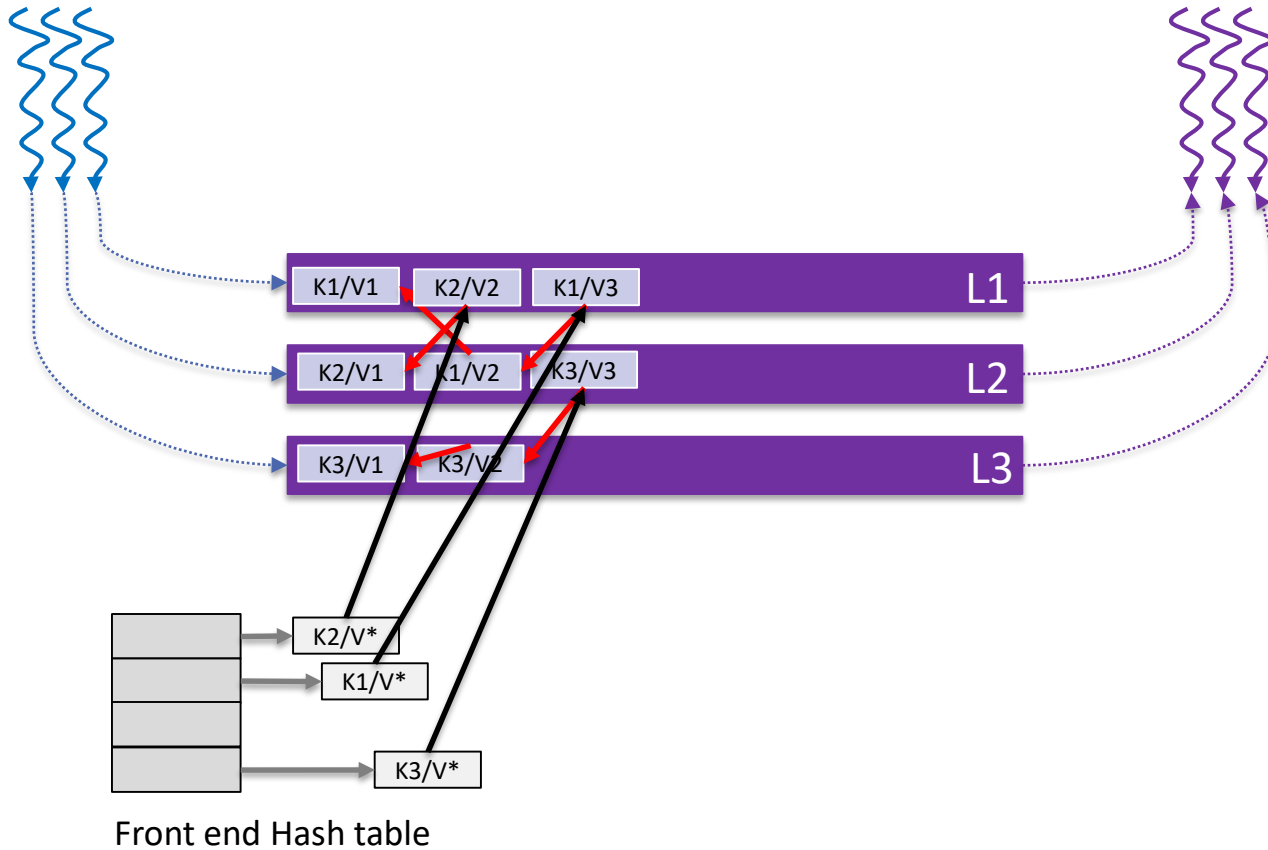 K1/V1 K2/V2 K1/V3 L1
K2/V1 K1/V2 K3/V3 L2
K3/V1 K3/V2 L3
K2/V*
K1/V*
K3/V*
Front end Hash table